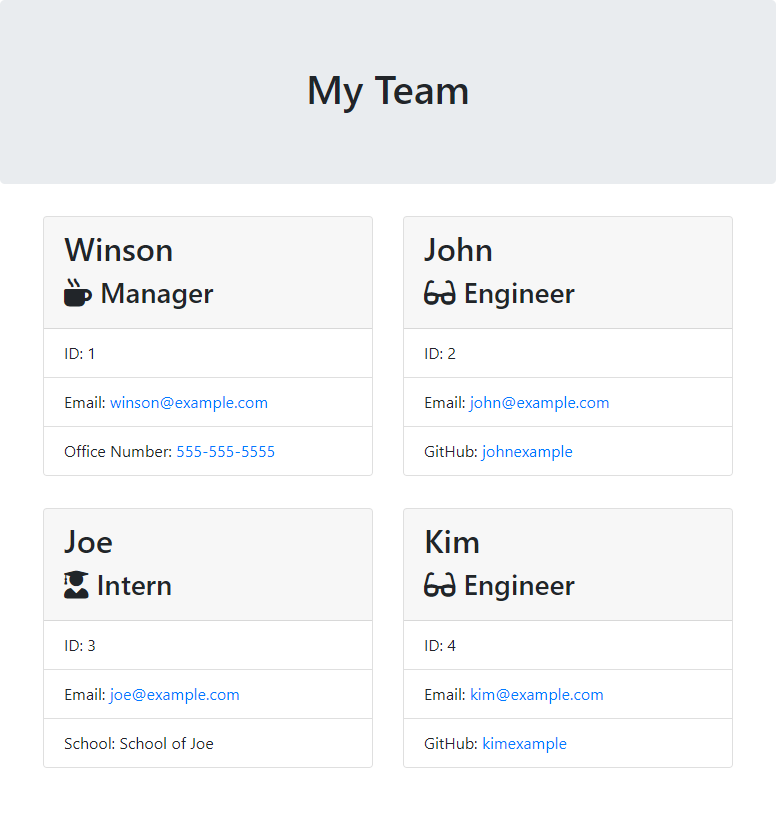 My Team
Winson
Manager
ID: 1
Email: winson@example.com
Office Number: 555-555-5555
John
Engineer
ID: 2
Email: john@example.com
GitHub: johnexample
Joe
Intern
ID: 3
Email: joe@example.com
School: School of Joe
Kim
Engineer
ID: 4
Email: kim@example.com
GitHub: kimexample